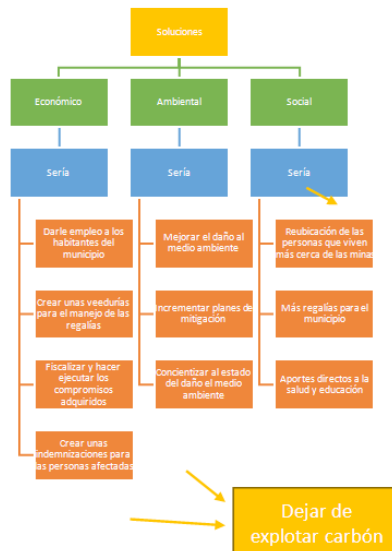 Soluciones
Económico
Ambiental
Social
Sería
Sería
Sería
Darle empleo a los
habitantes del
municipio
Crear unas veedurías
para el manejo de las
regalías
Fiscalizar y hacer
ejecutar los
compromisos
adquiridos
Crear unas
indemnizaciones para
las personas afectadas
Mejorar el daño al
medio ambiente
Incrementar planes de
mitigación
Concientizar al estado
del daño el medio
ambiente
Reubicación de las
personas que viven
más cerca de las minas
Más regalías para el
municipio
Aportes directos a la
salud y educación
Dejar de
explotar carbón